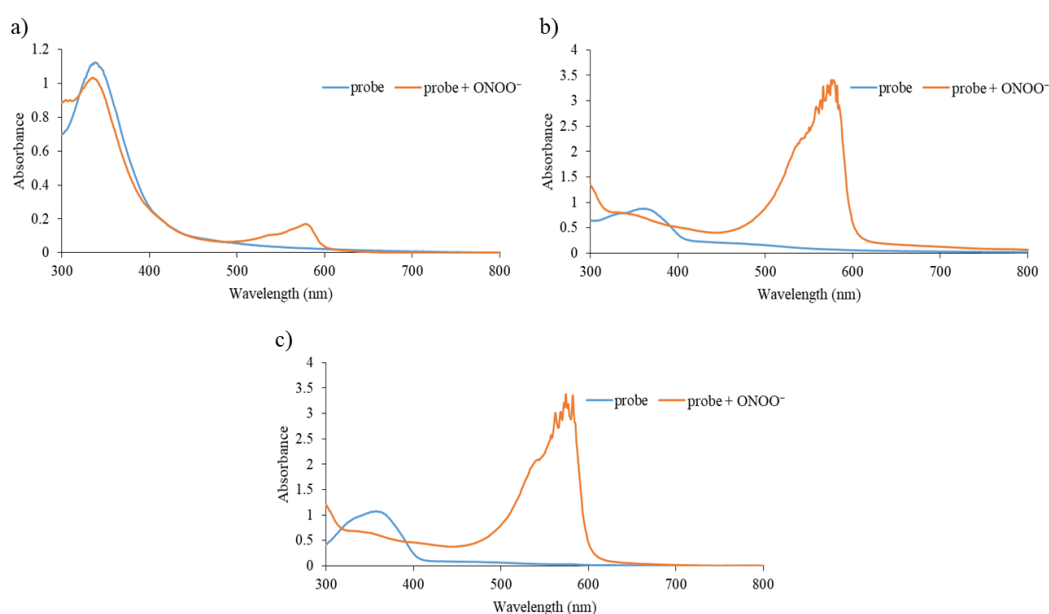 a)
1.2
1
0.8
0.6
0.4
0.2
0
Absorbance
probe
probe + ONOO⁻
300
400
500
600
700
800
Wavelength (nm)
b)
4
3.5
3
2.5
2
1.5
1
0.5
0
Absorbance
probe
probe + ONOO⁻
300
400
500
600
700
800
Wavelength (nm)
c)
4
3.5
3
2.5
2
1.5
1
0.5
0
Absorbance
probe
probe + ONOO⁻
300
400
500
600
700
800
Wavelength (nm)